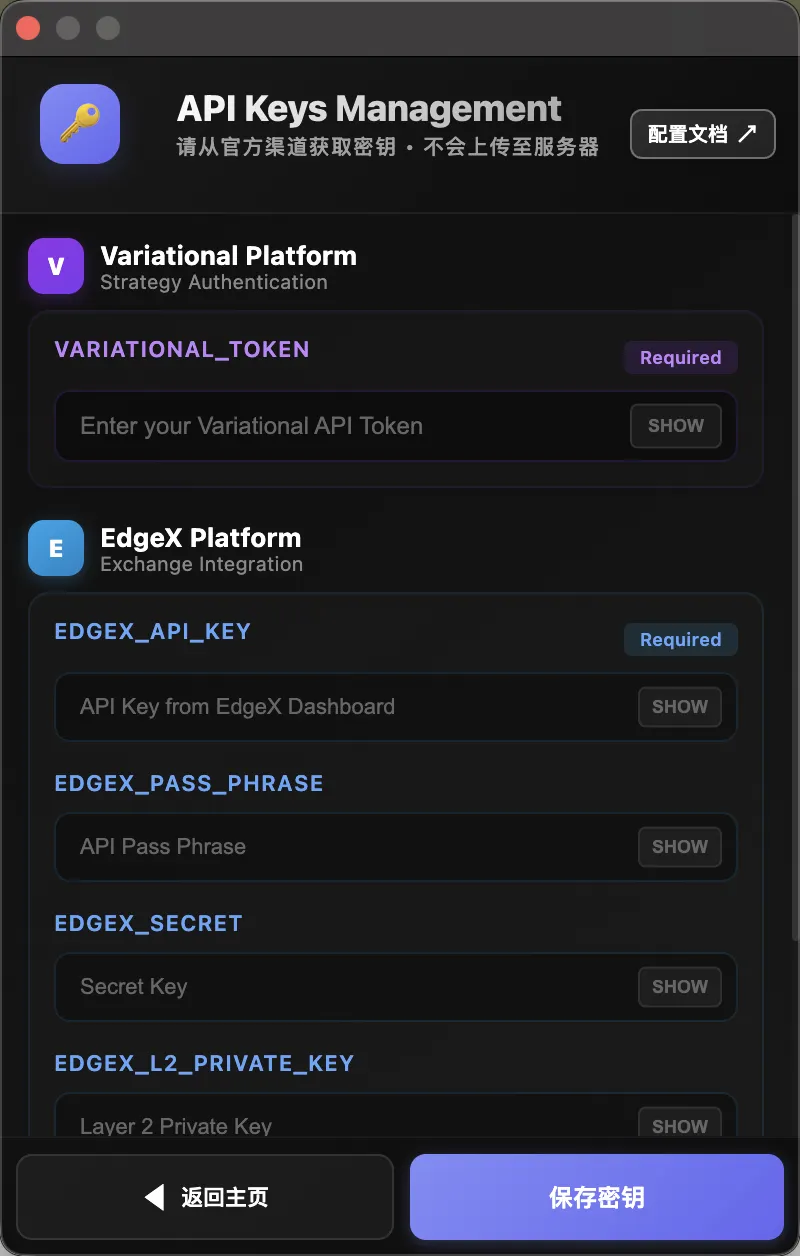 API Keys Management
请从官方渠道获取密钥 • 不会上传至服务器
配置文档 ↗
V
Variational Platform
Strategy Authentication
VARIATIONAL_TOKEN
Required
Enter your Variational API Token
SHOW
E
EdgeX Platform
Exchange Integration
EDGEX_API_KEY
Required
API Key from EdgeX Dashboard
SHOW
EDGEX_PASS_PHRASE
API Pass Phrase
SHOW
EDGEX_SECRET
Secret Key
SHOW
EDGEX_L2_PRIVATE_KEY
Layer 2 Private Key
SHOW
◀ 返回主页
保存密钥